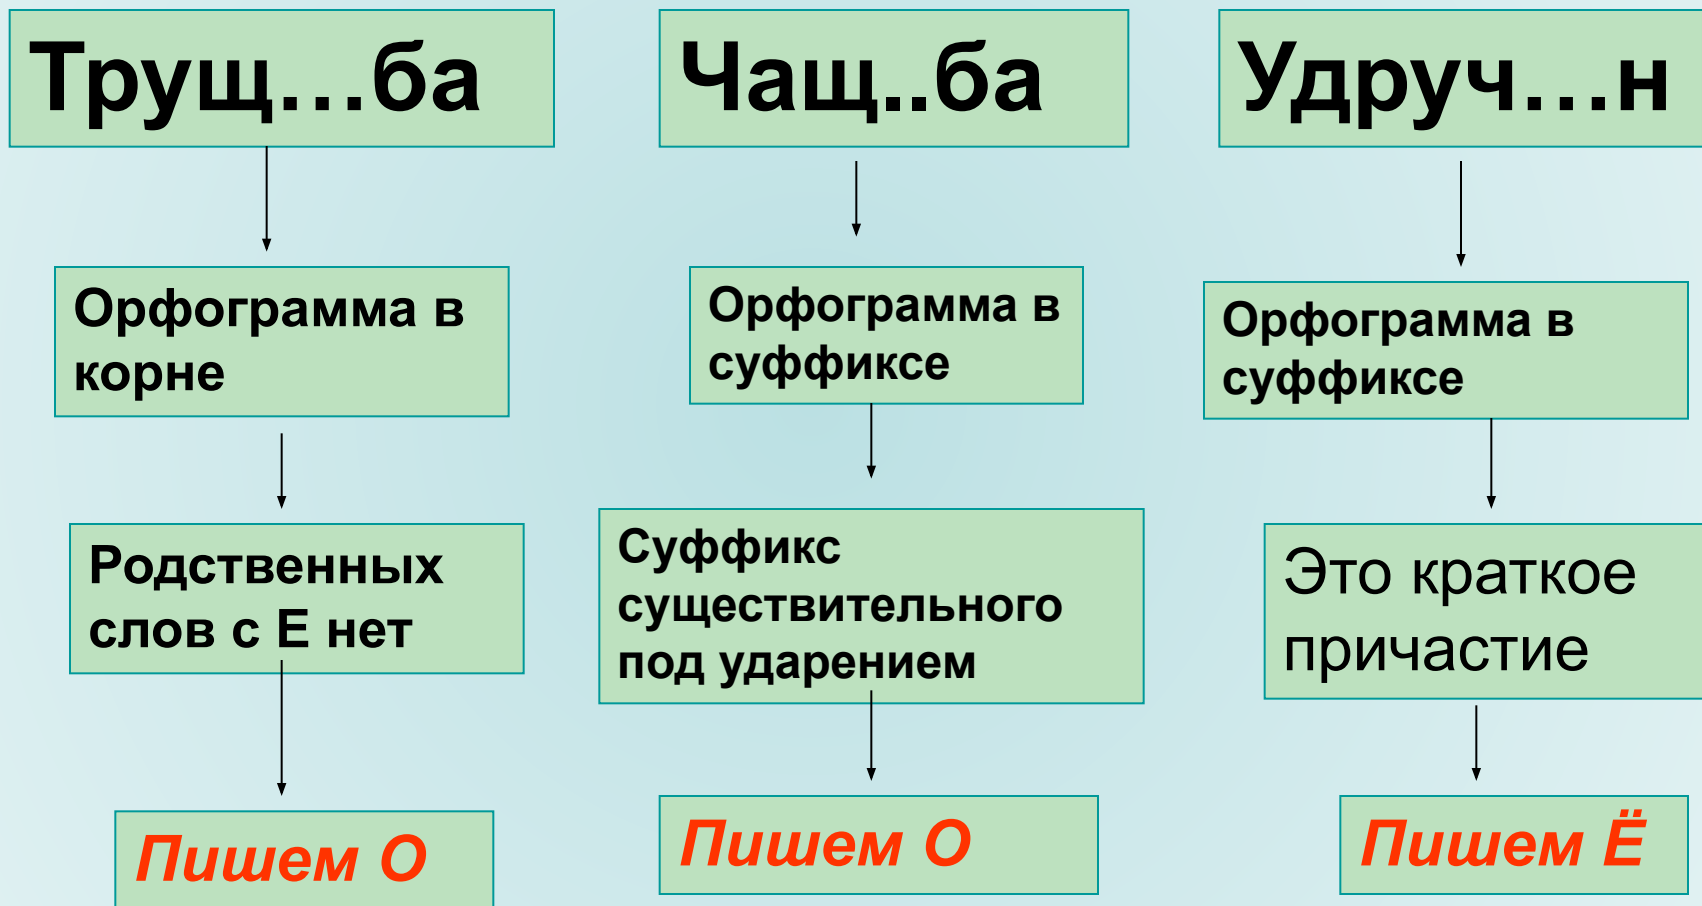 Трущ...ба
Орфограмма в
корне
Родственных
слов с Е нет
Пишем О
Чащ..ба
Орфограмма в
суффиксе
Суффикс
существительного
под ударением
Пишем О
Удруч...н
Орфограмма в
суффиксе
Это краткое
причастие
Пишем Ё